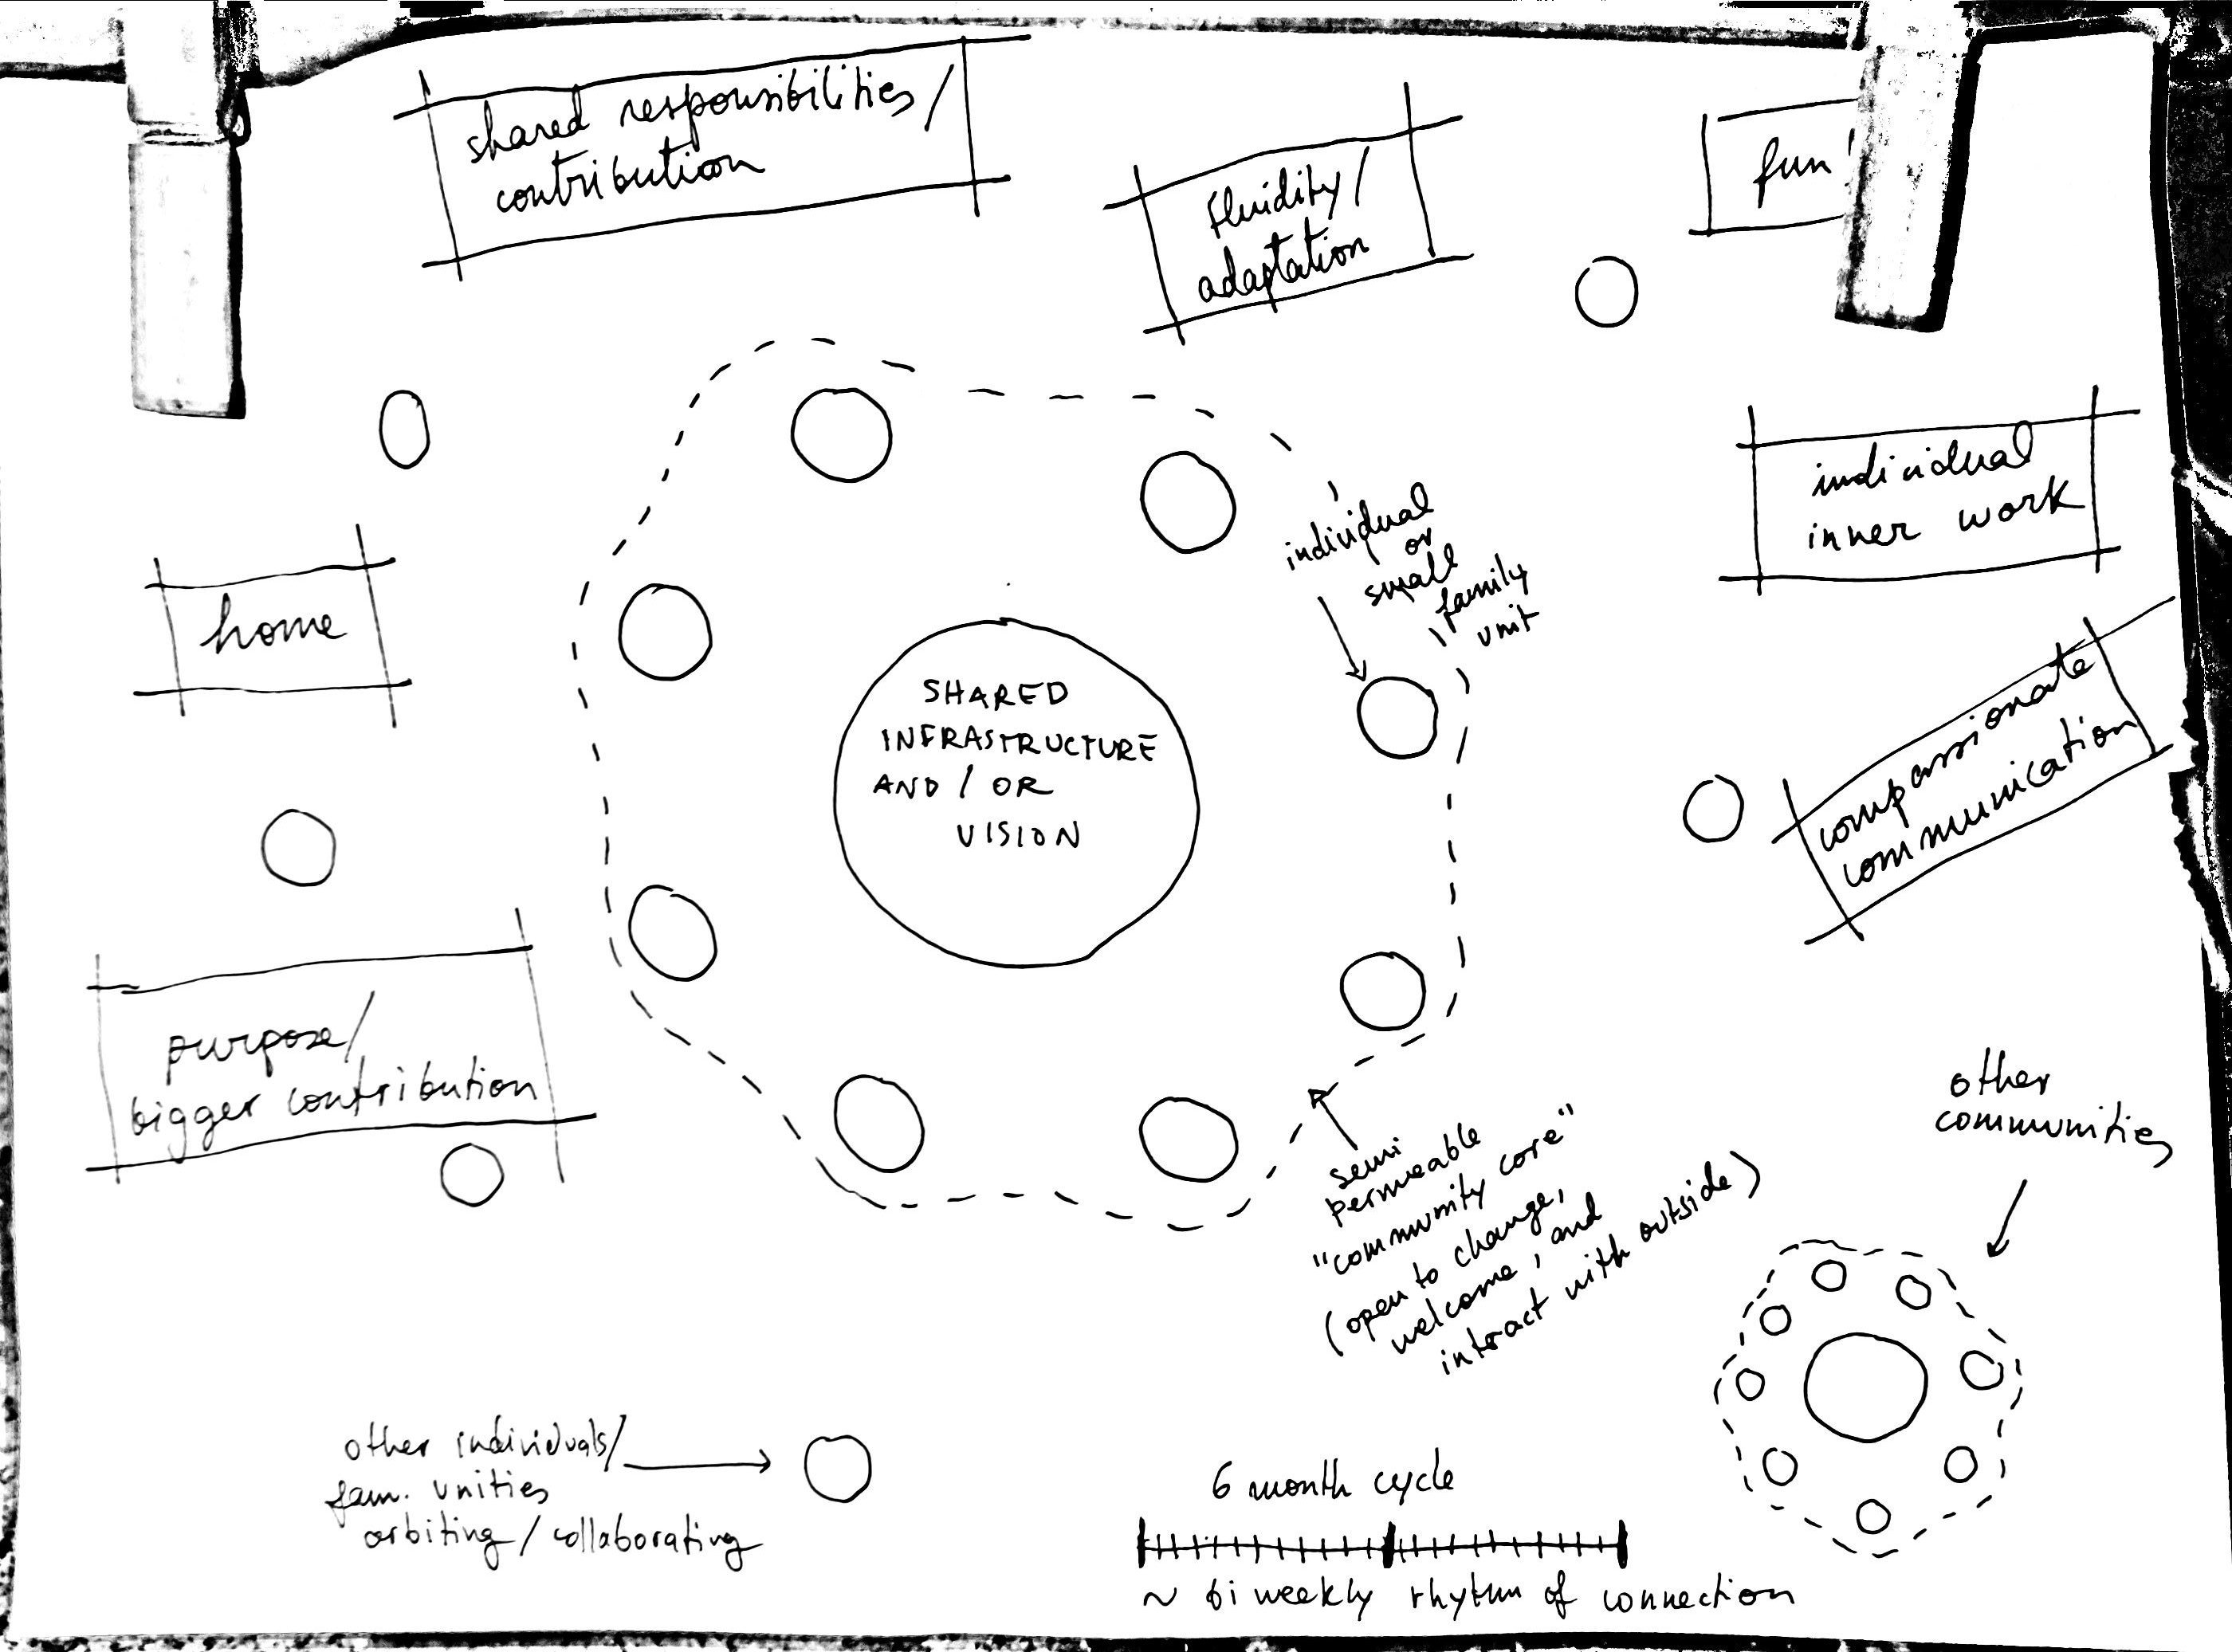 shared responsibilities/
contribution
fluidity/
adaptation
fun!
individual
inner work
compassionate
communication
home
purpose/
bigger contribution
individual
or
small
family
unit
SHARED
INFRASTRUCTURE
AND / OR
VISION
semi
permeable
"community core"
(open to change,
welcome, and
interact with outside)
other
communities
other individuals/
fam. unities
orbiting/collaborating
6 month cycle
~ biweekly rhythm of connection